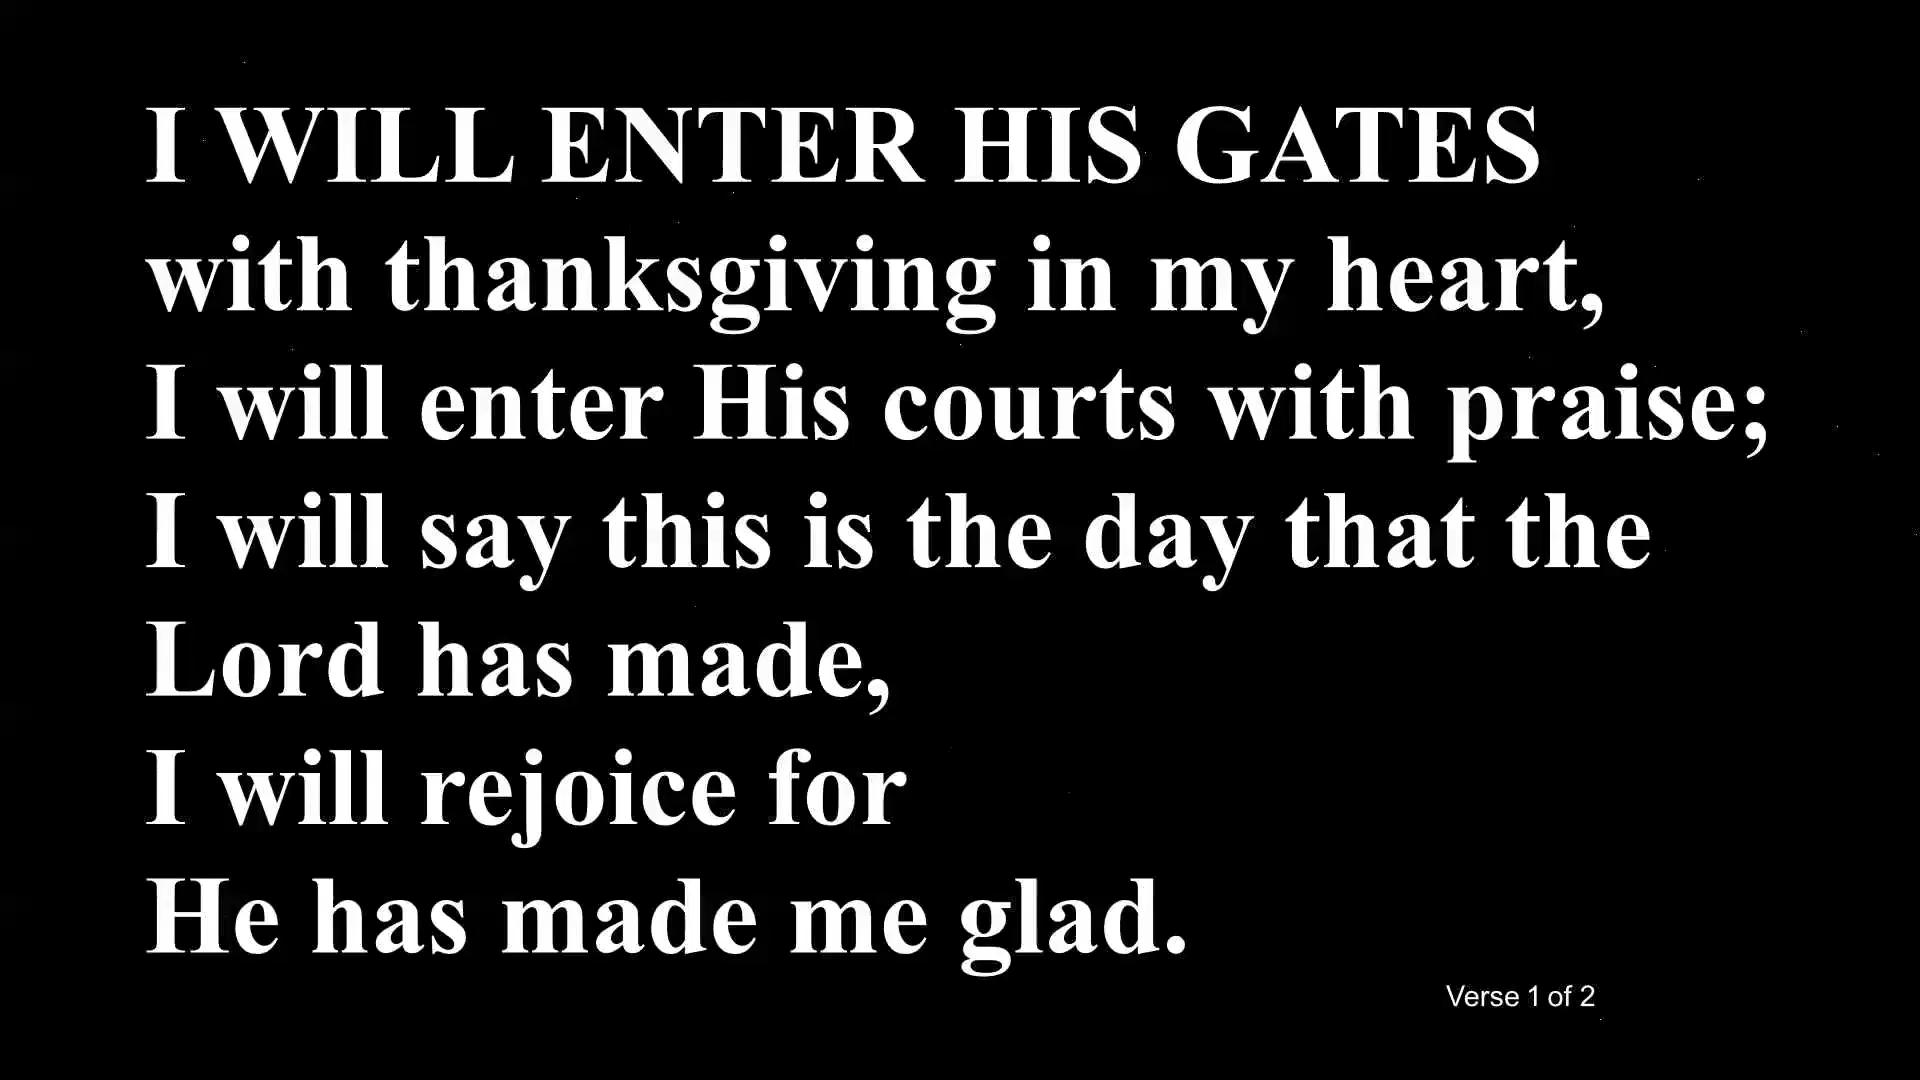 I WILL ENTER HIS GATES
with thanksgiving in my heart,
I will enter His courts with praise;
I will say this is the day that the
Lord has made,
I will rejoice for
He has made me glad.
Verse 1 of 2